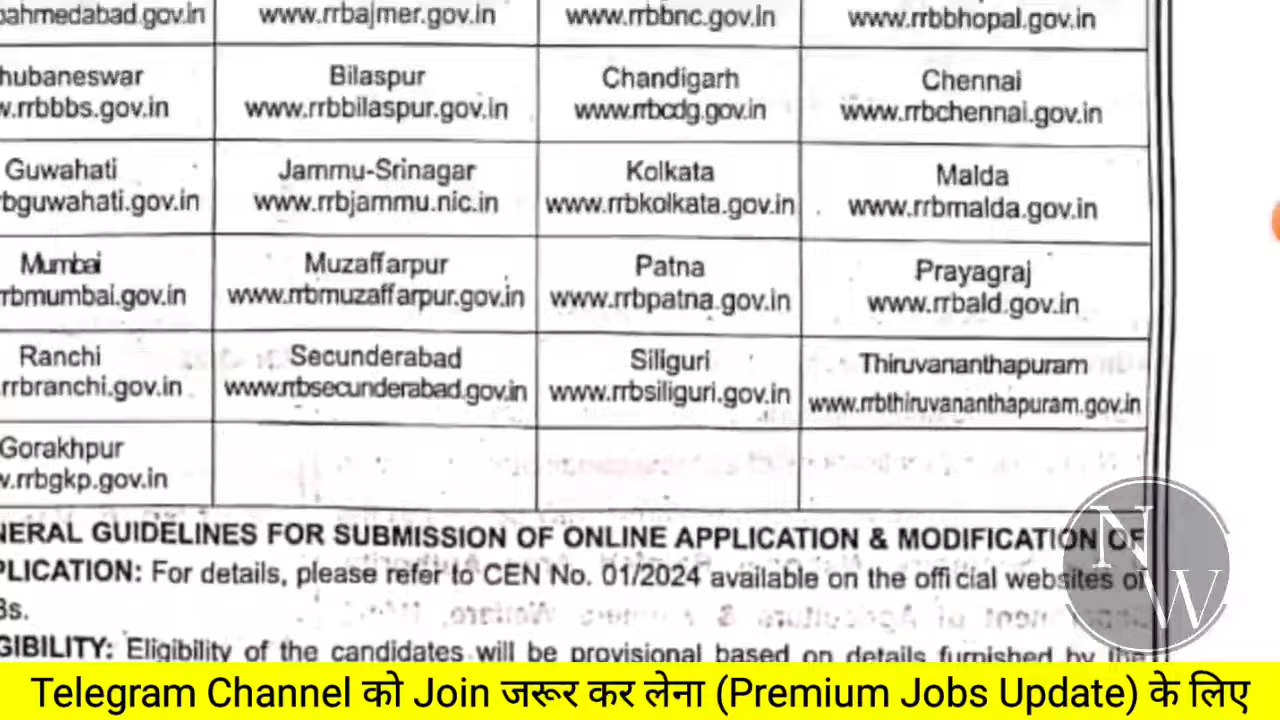 bahmedabad.gov.in www.rrbajmer.gov.in www.rrbbnc.gov.in www.rrbbhopal.gov.in
hubaneswar Bilaspur Chandigarh Chennai
w.rrbbbs.gov.in www.rrbbilaspur.gov.in www.rrbcdg.gov.in www.rrbchennai.gov.in
Guwahati Jammu-Srinagar Kolkata Malda
rbguwahati.gov.in www.rrbjammu.nic.in www.rrbkolkata.gov.in www.rrbmalda.gov.in
Mumbai Muzaffarpur Patna Prayagraj
rbmumbai.gov.in www.rrbmuzaffarpur.gov.in www.rrbpatna.gov.in www.rrbald.gov.in
Ranchi Secunderabad Siliguri Thiruvananthapuram
.rrbranchi.gov.in www.rrbsecunderabad.gov.in www.rrbsiliguri.gov.in www.rrbthiruvananthapuram.gov.in
Gorakhpur
w.rrbgkp.gov.in
NERAL GUIDELINES FOR SUBMISSION OF ONLINE APPLICATION & MODIFICATION OF
PLICATION: For details, please refer to CEN No. 01/2024 available on the official websites of
Bs.
GIBILITY: Eligibility of the candidates will be provisional based on details furnished by the
NW
Telegram Channel को Join जरूर कर लेना (Premium Jobs Update) के लिए